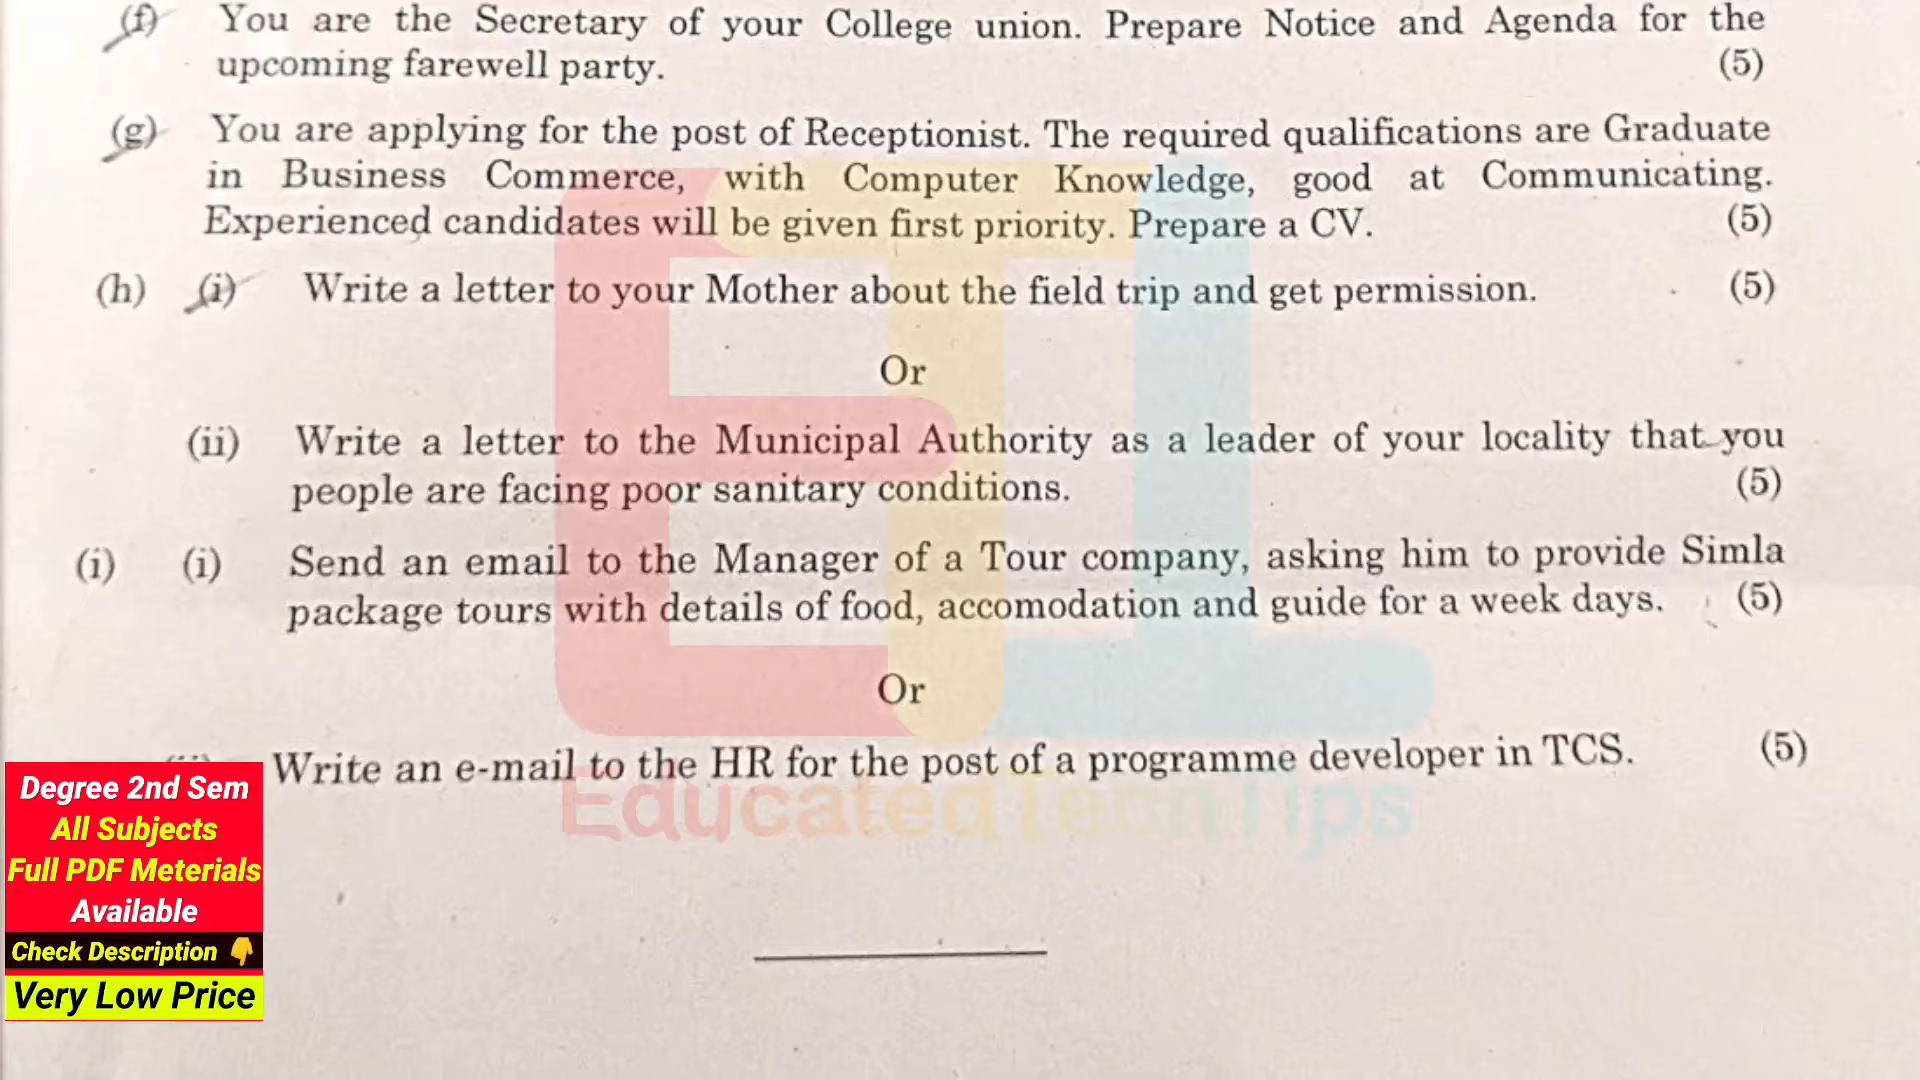 (f) You are the Secretary of your College union. Prepare Notice and Agenda for the
upcoming farewell party. (5)
(g) You are applying for the post of Receptionist. The required qualifications are Graduate
in Business Commerce, with Computer Knowledge, good at Communicating.
Experienced candidates will be given first priority. Prepare a CV. (5)
(h) (i) Write a letter to your Mother about the field trip and get permission. (5)
Or
(ii) Write a letter to the Municipal Authority as a leader of your locality that you
people are facing poor sanitary conditions. (5)
(i) (i) Send an email to the Manager of a Tour company, asking him to provide Simla
package tours with details of food, accomodation and guide for a week days. (5)
Or
Write an e-mail to the HR for the post of a programme developer in TCS. (5)
EducatedTechTips
Degree 2nd Sem
All Subjects
Full PDF Meterials
Available
Check Description 👇
Very Low Price